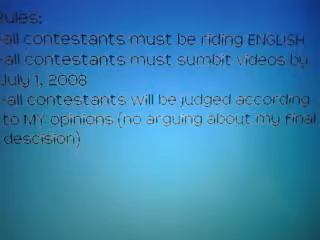 Rules:
-all contestants must be riding ENGLISH
-all contestants must sumbit videos by
July 1, 2008
-all contestants will be judged according
to MY opinions (no arguing about my final
descision)